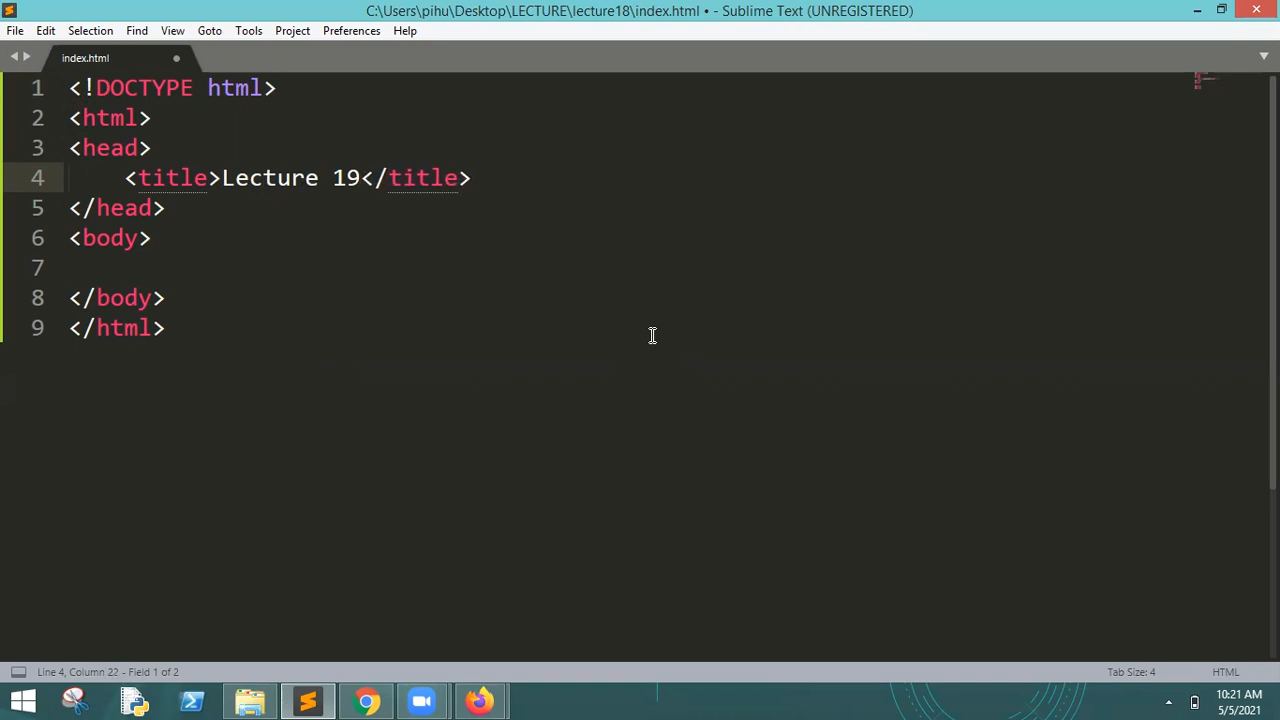 C:\Users\pihu\Desktop\LECTURE\lecture18\index.html • - Sublime Text (UNREGISTERED)
File Edit Selection Find View Goto Tools Project Preferences Help
index.html
1 <!DOCTYPE html>
2 <html>
3 <head>
4 <title>Lecture 19</title>
5 </head>
6 <body>
7
8 </body>
9 </html>
Line 4, Column 22 - Field 1 of 2 Tab Size: 4 HTML
10:21 AM
5/5/2021